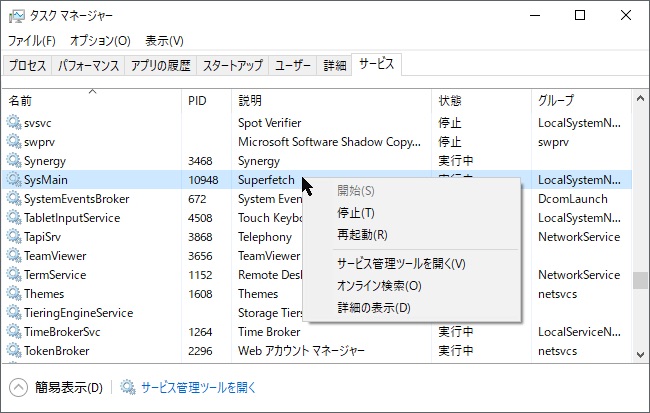 タスク マネージャー
ファイル(F) オプション(O) 表示(V)
プロセス パフォーマンス アプリの履歴 スタートアップ ユーザー 詳細 サービス
名前 PID 説明 状態 グループ
svsvc Spot Verifier 停止 LocalSystemN...
swprv Microsoft Software Shadow Copy... 停止 swprv
Synergy 3468 Synergy 実行中
SysMain 10948 Superfetch 実行中 LocalSystemN...
SystemEventsBroker 672 System Even DcomLaunch
TabletInputService 4508 Touch Keybo LocalSystemN...
TapiSrv 3868 Telephony NetworkService
TeamViewer 3656 TeamViewer
TermService 1152 Remote Desk NetworkService
Themes 1608 Themes netsvcs
TieringEngineService Storage Tiers
TimeBrokerSvc 1264 Time Broker 実行中 LocalServiceN...
TokenBroker 2296 Web アカウント マネージャー 実行中 netsvcs
開始(S)
停止(T)
再起動(R)
サービス管理ツールを開く(V)
オンライン検索(O)
詳細の表示(D)
簡易表示(D) サービス管理ツールを開く